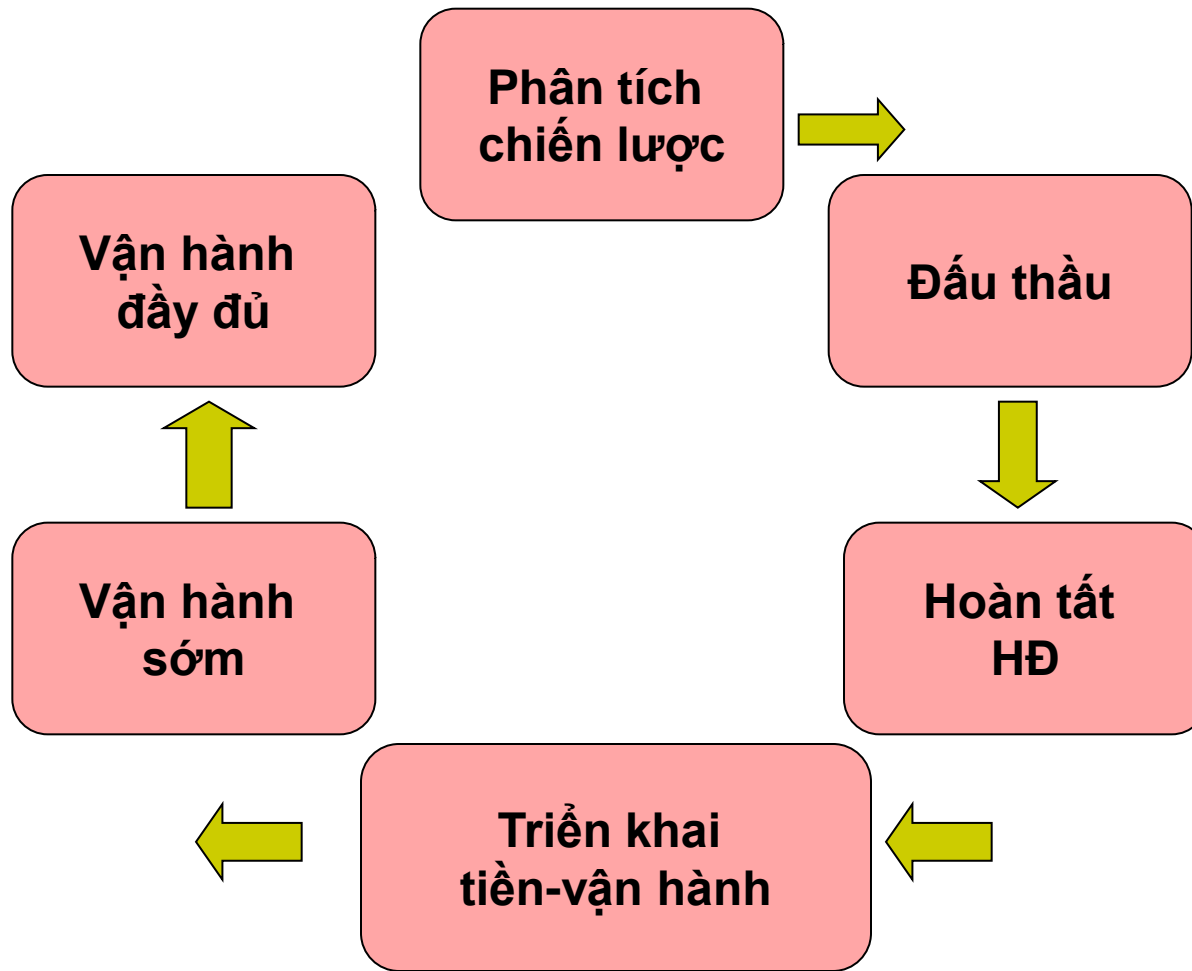 Phân tích
chiến lược
Đấu thầu
Hoàn tất
HĐ
Triển khai
tiền-vận hành
Vận hành
sớm
Vận hành
đầy đủ